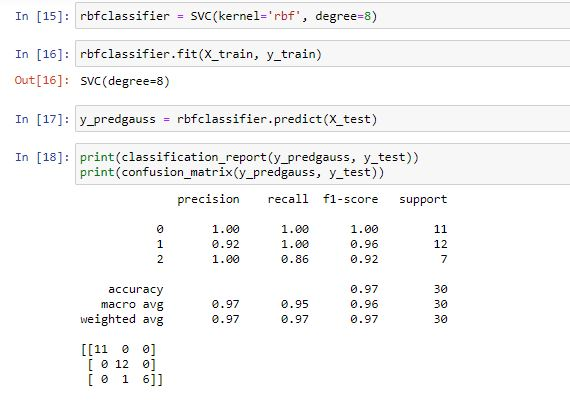 In [15]: rbfclassifier = SVC(kernel='rbf', degree=8)
In [16]: rbfclassifier.fit(X_train, y_train)
Out[16]: SVC(degree=8)
In [17]: y_predgauss = rbfclassifier.predict(X_test)
In [18]: print(classification_report(y_predgauss, y_test))
print(confusion_matrix(y_predgauss, y_test))
precision recall f1-score support
0 1.00 1.00 1.00 11
1 0.92 1.00 0.96 12
2 1.00 0.86 0.92 7
accuracy 0.97 30
macro avg 0.97 0.95 0.96 30
weighted avg 0.97 0.97 0.97 30
[[11 0 0]
[ 0 12 0]
[ 0 1 6]]